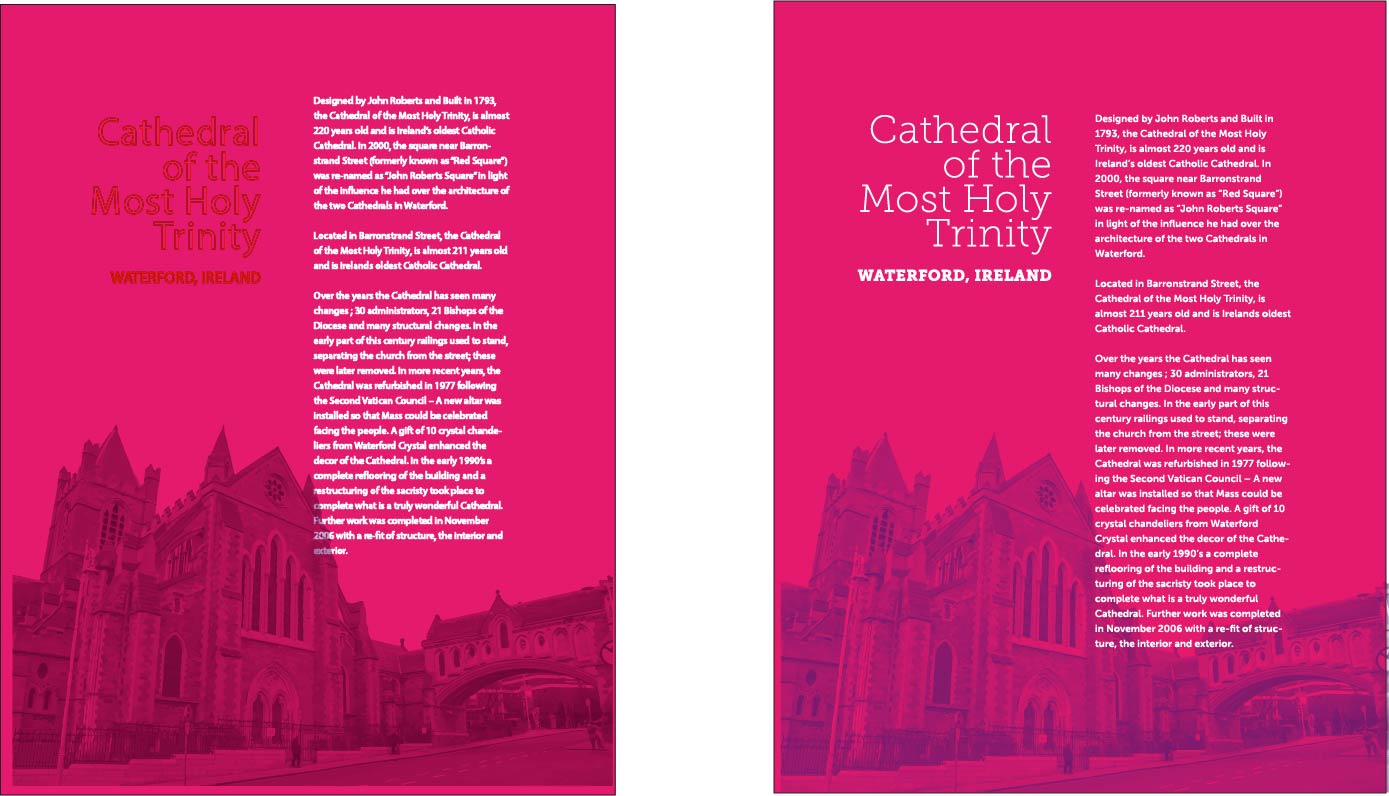 Cathedral
of the
Most Holy
Trinity
WATERFORD, IRELAND
Designed by John Roberts and Built in 1793,
the Cathedral of the Most Holy Trinity, is almost
220 years old and is Ireland's oldest Catholic
Cathedral. In 2000, the square near Barron-
strand Street (formerly known as “Red Square”)
was re-named as “John Roberts Square” in light
of the influence he had over the architecture of
the two Cathedrals in Waterford.
Located in Barronstrand Street, the Cathedral
of the Most Holy Trinity, is almost 211 years old
and is Irelands oldest Catholic Cathedral.
Over the years the Cathedral has seen many
changes ; 30 administrators, 21 Bishops of the
Diocese and many structural changes. In the
early part of this century railings used to stand,
separating the church from the street; these
were later removed. In more recent years, the
Cathedral was refurbished in 1977 following
the Second Vatican Council – A new altar was
installed so that Mass could be celebrated
facing the people. A gift of 10 crystal chande-
liers from Waterford Crystal enhanced the
decor of the Cathedral. In the early 1990's a
complete reflooring of the building and a
restructuring of the sacristy took place to
complete what is a truly wonderful Cathedral.
Further work was completed in November
2006 with a re-fit of structure, the interior and
exterior.
Cathedral
of the
Most Holy
Trinity
WATERFORD, IRELAND
Designed by John Roberts and Built in
1793, the Cathedral of the Most Holy
Trinity, is almost 220 years old and is
Ireland's oldest Catholic Cathedral. In
2000, the square near Barronstrand
Street (formerly known as “Red Square”)
was re-named as “John Roberts Square”
in light of the influence he had over the
architecture of the two Cathedrals in
Waterford.
Located in Barronstrand Street, the
Cathedral of the Most Holy Trinity, is
almost 211 years old and is Irelands oldest
Catholic Cathedral.
Over the years the Cathedral has seen
many changes ; 30 administrators, 21
Bishops of the Diocese and many struc-
tural changes. In the early part of this
century railings used to stand, separating
the church from the street; these were
later removed. In more recent years, the
Cathedral was refurbished in 1977 follow-
ing the Second Vatican Council – A new
altar was installed so that Mass could be
celebrated facing the people. A gift of 10
crystal chandeliers from Waterford
Crystal enhanced the decor of the Cathe-
dral. In the early 1990's a complete
reflooring of the building and a restruc-
turing of the sacristy took place to
complete what is a truly wonderful
Cathedral. Further work was completed
in November 2006 with a re-fit of struc-
ture, the interior and exterior.